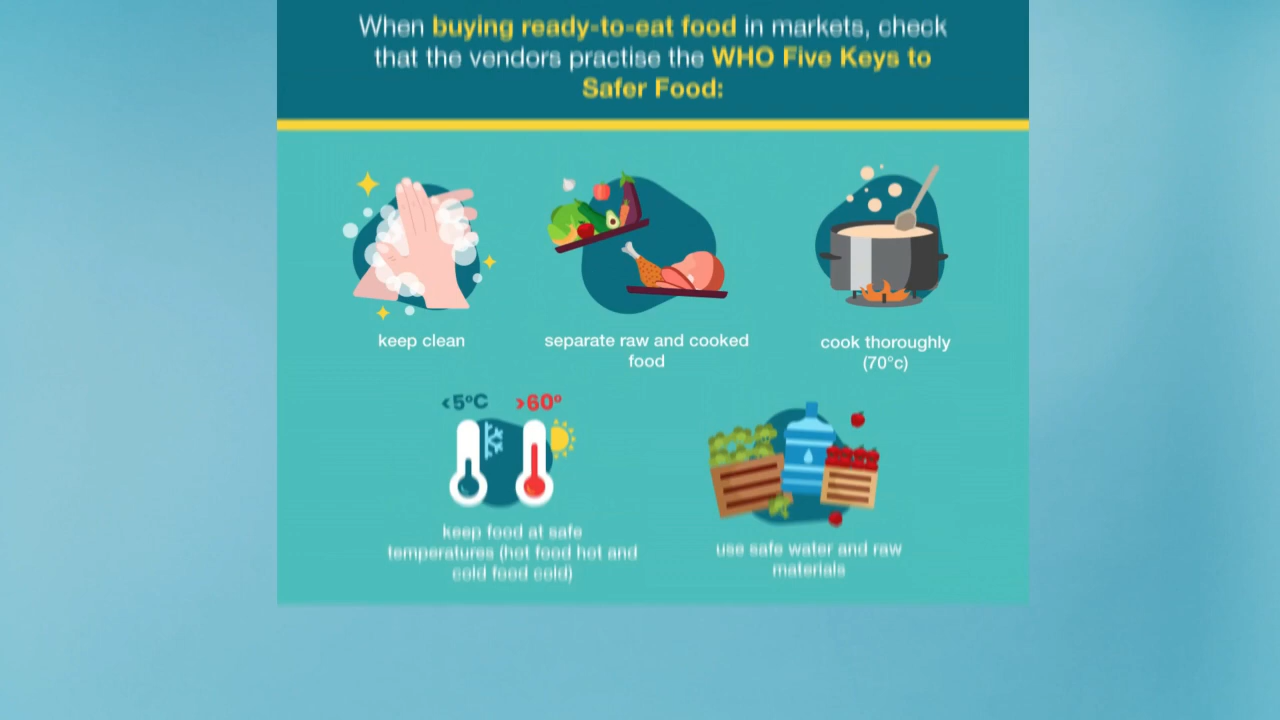 When buying ready-to-eat food in markets, check
that the vendors practise the WHO Five Keys to
Safer Food:
keep clean
separate raw and cooked
food
cook thoroughly
(70°c)
<5ºC >60º
keep food at safe
temperatures (hot food hot and
cold food cold)
use safe water and raw
materials